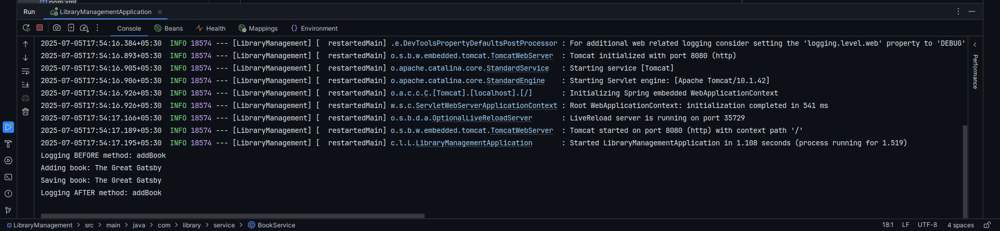 pom.xml
Run LibraryManagementApplication
Console Beans Health Mappings Environment
2025-07-05T17:54:16.384+05:30  INFO 18574 --- [LibraryManagement] [  restartedMain] .e.DevToolsPropertyDefaultsPostProcessor : For additional web related logging consider setting the 'logging.level.web' property to 'DEBUG'
2025-07-05T17:54:16.893+05:30  INFO 18574 --- [LibraryManagement] [  restartedMain] o.s.b.w.embedded.tomcat.TomcatWebServer  : Tomcat initialized with port 8080 (http)
2025-07-05T17:54:16.905+05:30  INFO 18574 --- [LibraryManagement] [  restartedMain] o.apache.catalina.core.StandardService   : Starting service [Tomcat]
2025-07-05T17:54:16.906+05:30  INFO 18574 --- [LibraryManagement] [  restartedMain] o.apache.catalina.core.StandardEngine    : Starting Servlet engine: [Apache Tomcat/10.1.42]
2025-07-05T17:54:16.926+05:30  INFO 18574 --- [LibraryManagement] [  restartedMain] o.a.c.c.C.[Tomcat].[localhost].[/]       : Initializing Spring embedded WebApplicationContext
2025-07-05T17:54:16.926+05:30  INFO 18574 --- [LibraryManagement] [  restartedMain] w.s.c.ServletWebServerApplicationContext : Root WebApplicationContext: initialization completed in 541 ms
2025-07-05T17:54:17.166+05:30  INFO 18574 --- [LibraryManagement] [  restartedMain] o.s.b.d.a.OptionalLiveReloadServer       : LiveReload server is running on port 35729
2025-07-05T17:54:17.189+05:30  INFO 18574 --- [LibraryManagement] [  restartedMain] o.s.b.w.embedded.tomcat.TomcatWebServer  : Tomcat started on port 8080 (http) with context path '/'
2025-07-05T17:54:17.195+05:30  INFO 18574 --- [LibraryManagement] [  restartedMain] c.l.L.LibraryManagementApplication       : Started LibraryManagementApplication in 1.108 seconds (process running for 1.519)
Logging BEFORE method: addBook
Adding book: The Great Gatsby
Saving book: The Great Gatsby
Logging AFTER method: addBook
Performance
LibraryManagement > src > main > java > com > library > service > BookService
18:1 LF UTF-8 4 spaces